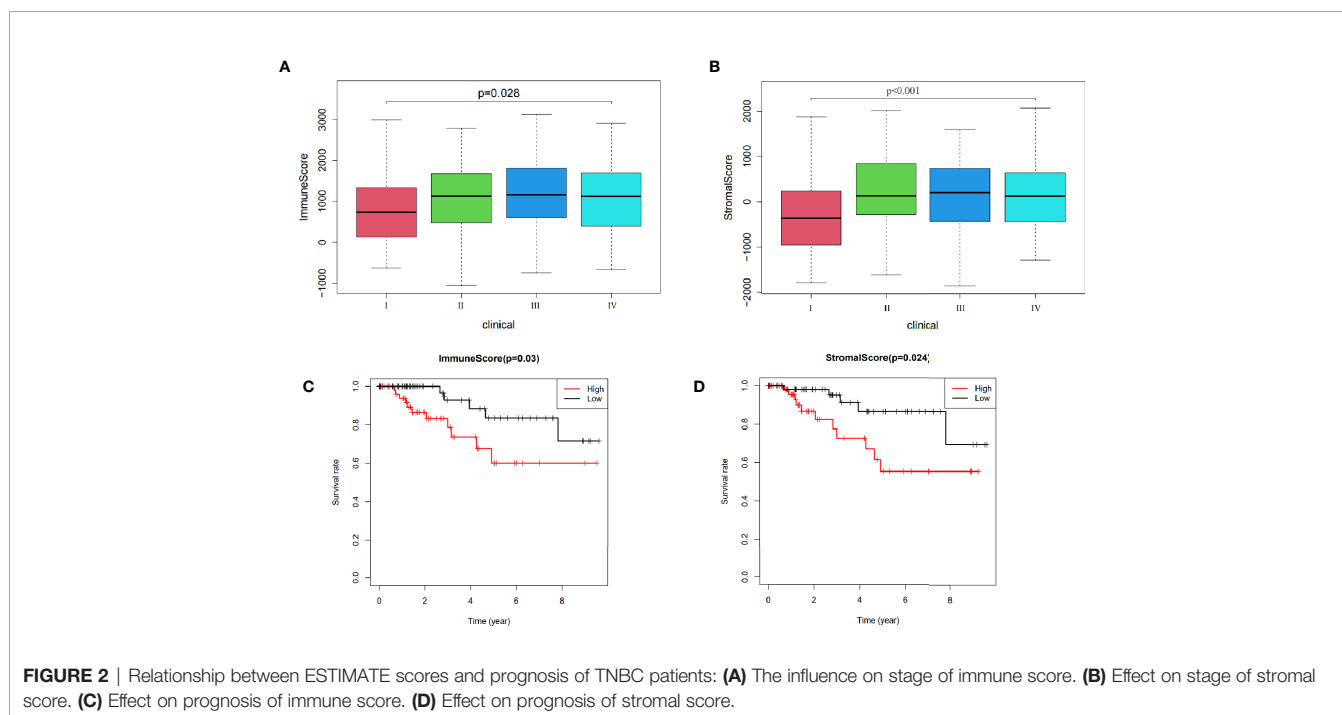 A
p=0.028
ImmuneScore
3000
2000
1000
0
−1000
I
II
III
IV
clinical
B
p<0.001
StromalScore
2000
1000
0
−1000
−2000
I
II
III
IV
clinical
C
ImmuneScore(p=0.03)
High
Low
Survival rate
1.0
0.8
0.6
0.4
0.2
0.0
0
2
4
6
8
Time (year)
D
StromalScore(p=0.024)
High
Low
Survival rate
1.0
0.8
0.6
0.4
0.2
0.0
0
2
4
6
8
Time (year)
FIGURE 2 | Relationship between ESTIMATE scores and prognosis of TNBC patients: (A) The influence on stage of immune score. (B) Effect on stage of stromal
score. (C) Effect on prognosis of immune score. (D) Effect on prognosis of stromal score.